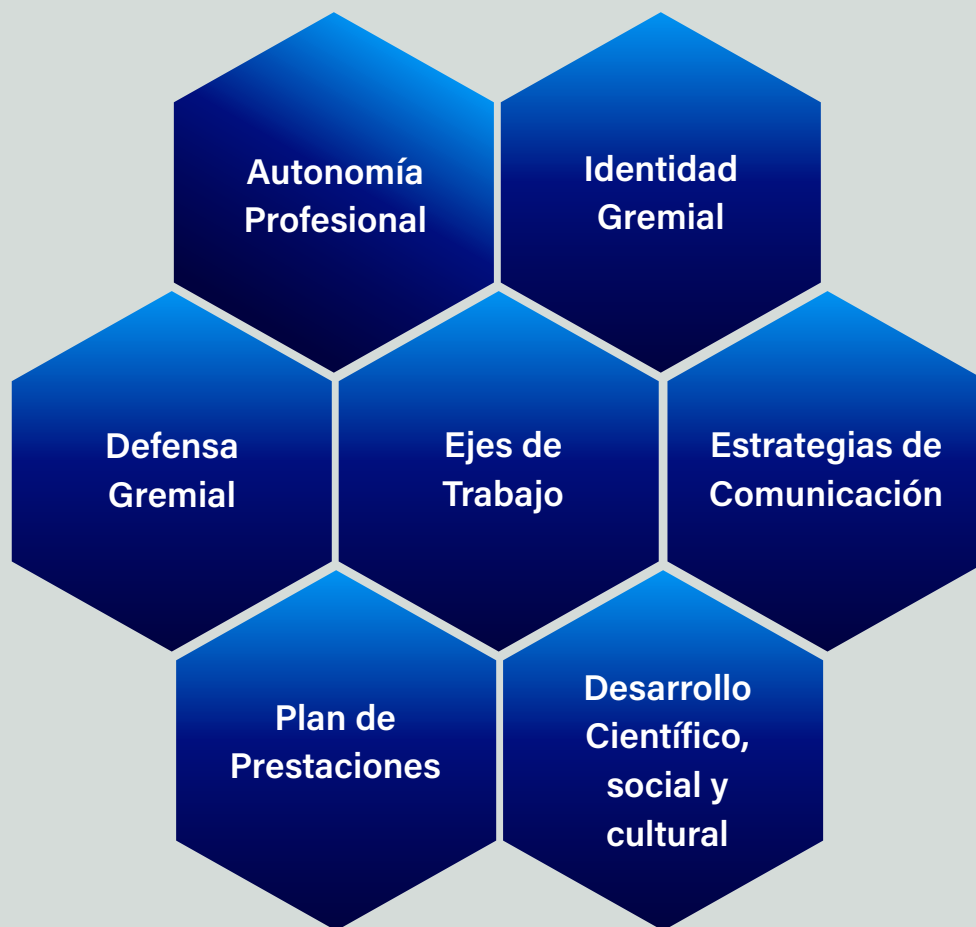 Autonomía
Profesional
Identidad
Gremial
Defensa
Gremial
Ejes de
Trabajo
Estrategias de
Comunicación
Plan de
Prestaciones
Desarrollo
Científico,
social y
cultural